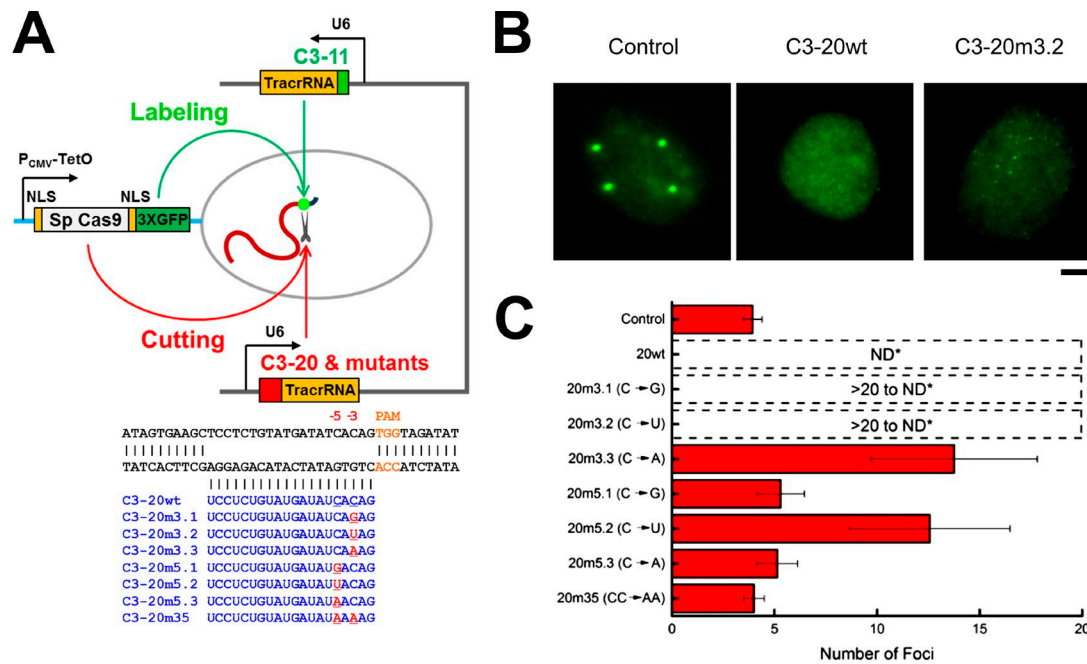 A
U6
C3-11
TracrRNA
Labeling
PCMV-TetO
NLS NLS
Sp Cas9 3XGFP
Cutting
U6
C3-20 & mutants
TracrRNA
-5 -3 PAM
ATAGTGAAGCTCCTCTGTATGATATCACAGTGGTAGATAT
TATCACTTCGAGGAGACATACTATAGTGTCACCATCTATA
C3-20wt UCCUCUGUAUGAUAUCACAG
C3-20m3.1 UCCUCUGUAUGAUAUCAGAG
C3-20m3.2 UCCUCUGUAUGAUAUCAUAG
C3-20m3.3 UCCUCUGUAUGAUAUCAAAG
C3-20m5.1 UCCUCUGUAUGAUAUGACAG
C3-20m5.2 UCCUCUGUAUGAUAUUACAG
C3-20m5.3 UCCUCUGUAUGAUAUAACAG
C3-20m35 UCCUCUGUAUGAUAUAAAAG
B
Control C3-20wt C3-20m3.2
C
Control
20wt ND*
20m3.1 (C → G) >20 to ND*
20m3.2 (C → U) >20 to ND*
20m3.3 (C → A)
20m5.1 (C → G)
20m5.2 (C → U)
20m5.3 (C → A)
20m35 (CC → AA)
0 5 10 15 20
Number of Foci